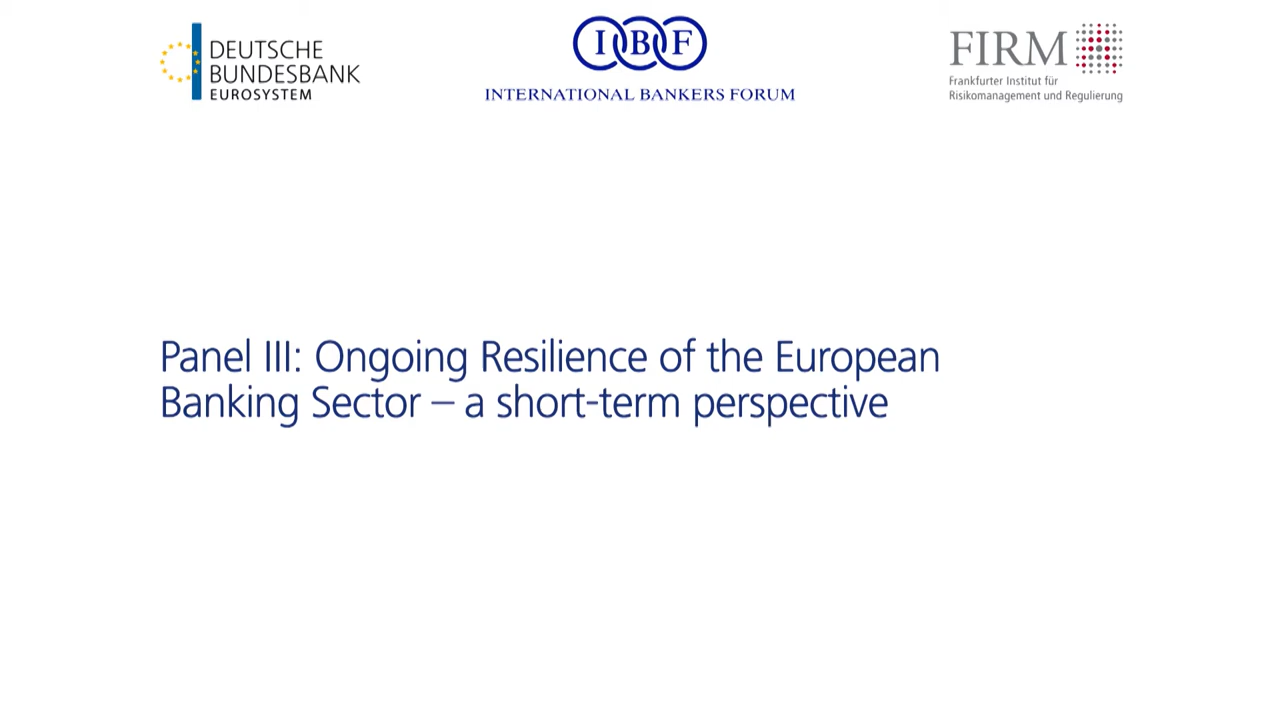 DEUTSCHE
BUNDESBANK
EUROSYSTEM
IBF
INTERNATIONAL BANKERS FORUM
FIRM
Frankfurter Institut für
Risikomanagement und Regulierung
Panel III: Ongoing Resilience of the European
Banking Sector – a short-term perspective